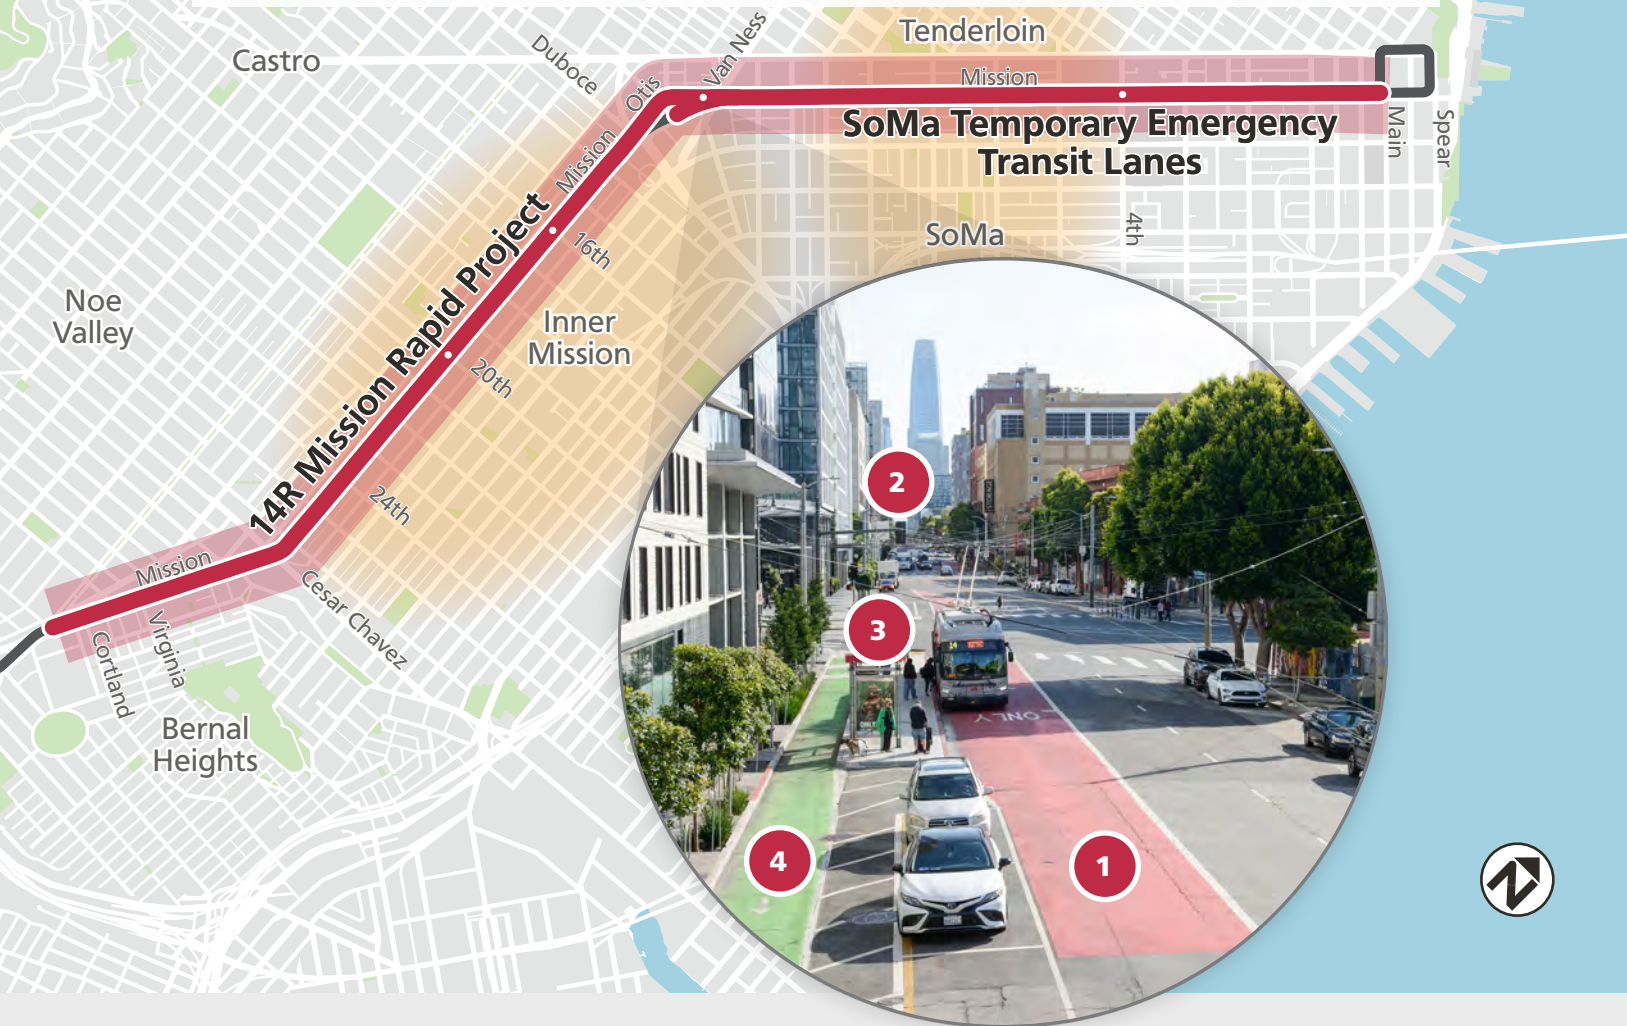 Tenderloin
Castro
Duboce
Van Ness
Otis
Mission
SoMa Temporary Emergency
Transit Lanes
Main
Spear
Mission
14R Mission Rapid Project
16th
SoMa
4th
Noe
Valley
Inner
Mission
20th
24th
Mission
Cesar Chavez
Virginia
Cortland
Bernal
Heights
2
3
14
ONLY
STORAGE
4
1